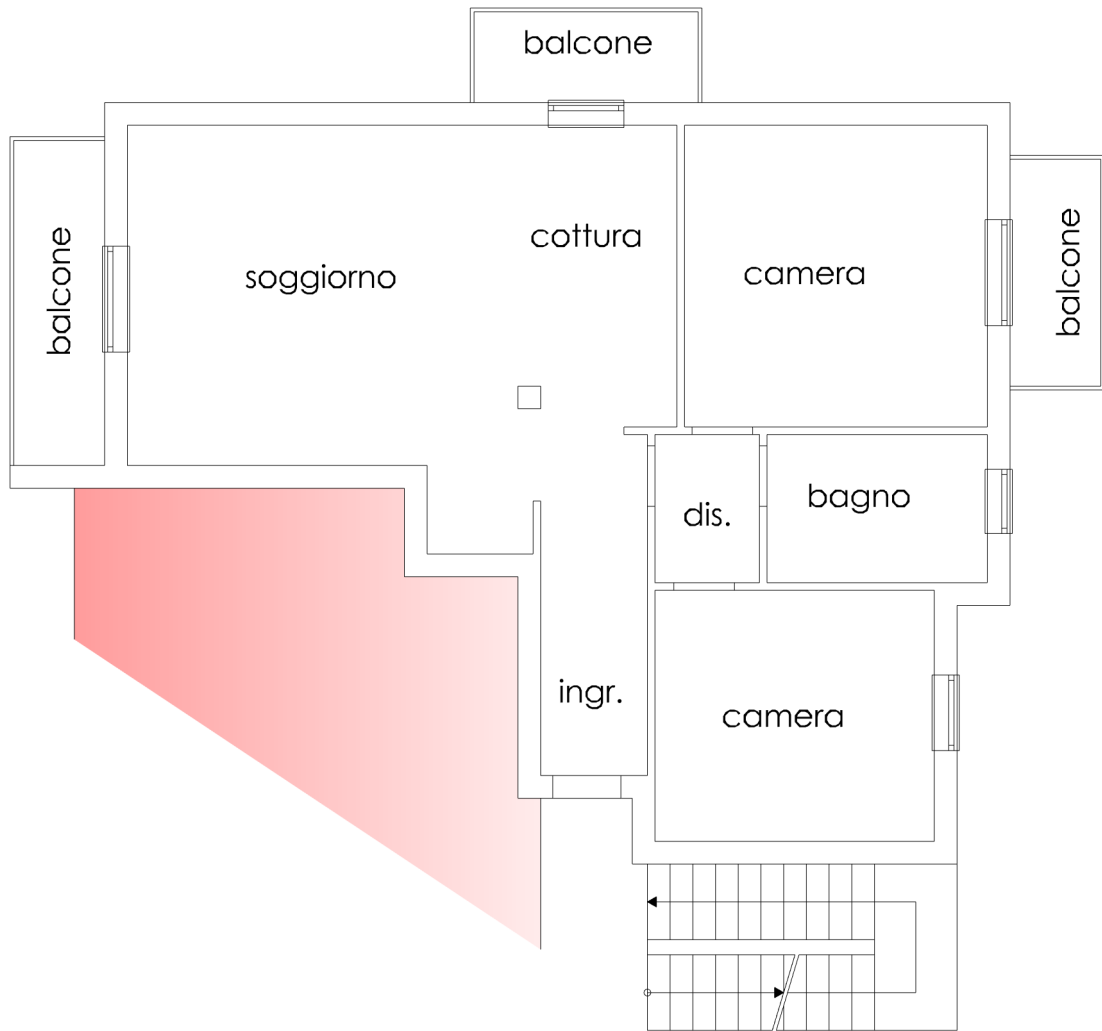 balcone
cottura
balcone
soggiorno
camera
balcone
dis.
bagno
ingr.
camera